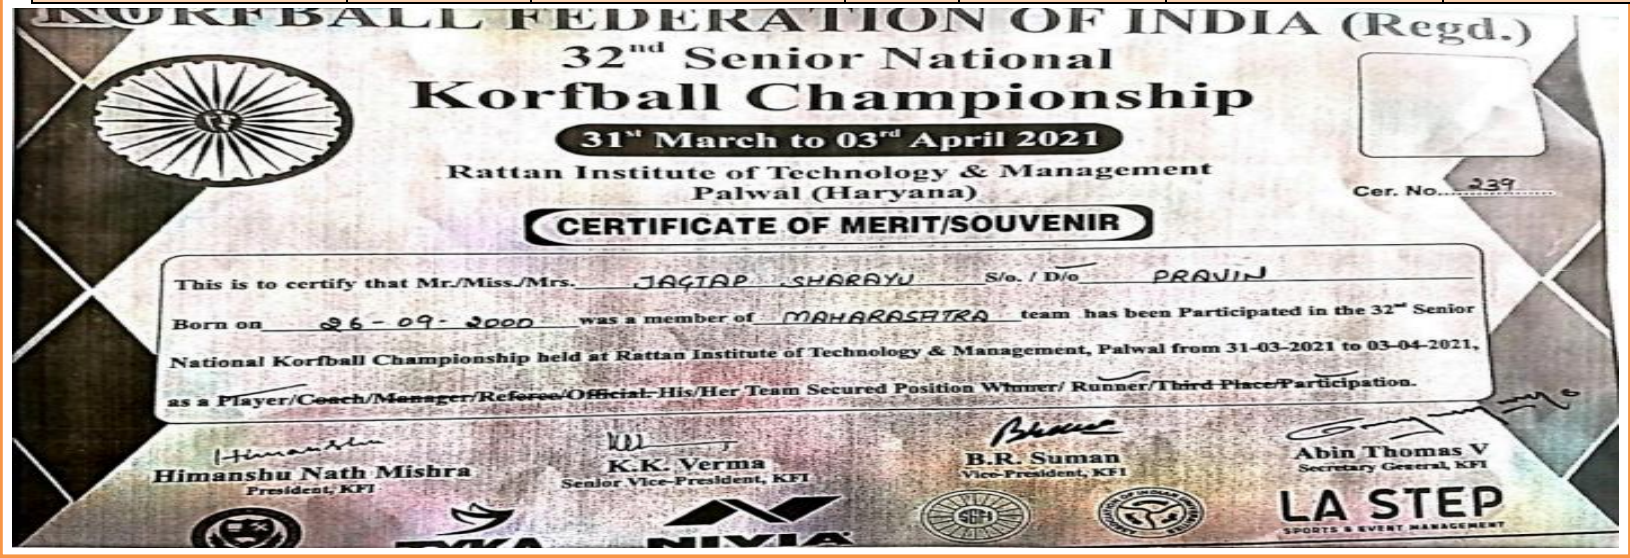 KORFBALL FEDERATION OF INDIA (Regd.)
32nd Senior National
Korfball Championship
31st March to 03rd April 2021
Rattan Institute of Technology & Management
Palwal (Haryana)
Cer. No. 239
CERTIFICATE OF MERIT/SOUVENIR
This is to certify that Mr./Miss./Mrs. JAGTAP SHARAYU S/o. / D/o PRAVIN
Born on 26-09-2000 was a member of MAHARASHTRA team has been Participated in the 32nd Senior
National Korfball Championship held at Rattan Institute of Technology & Management, Palwal from 31-03-2021 to 03-04-2021,
as a Player/Coach/Manager/Referee/Official. His/Her Team Secured Position Winner/ Runner/Third Place/Participation.
Himanshu Nath Mishra
President, KFI
K.K. Verma
Senior Vice-President, KFI
B.R. Suman
Vice-President, KFI
Abin Thomas V
Secretary General, KFI
NIVIA
SGFI
LA STEP
SPORTS & EVENT MANAGEMENT